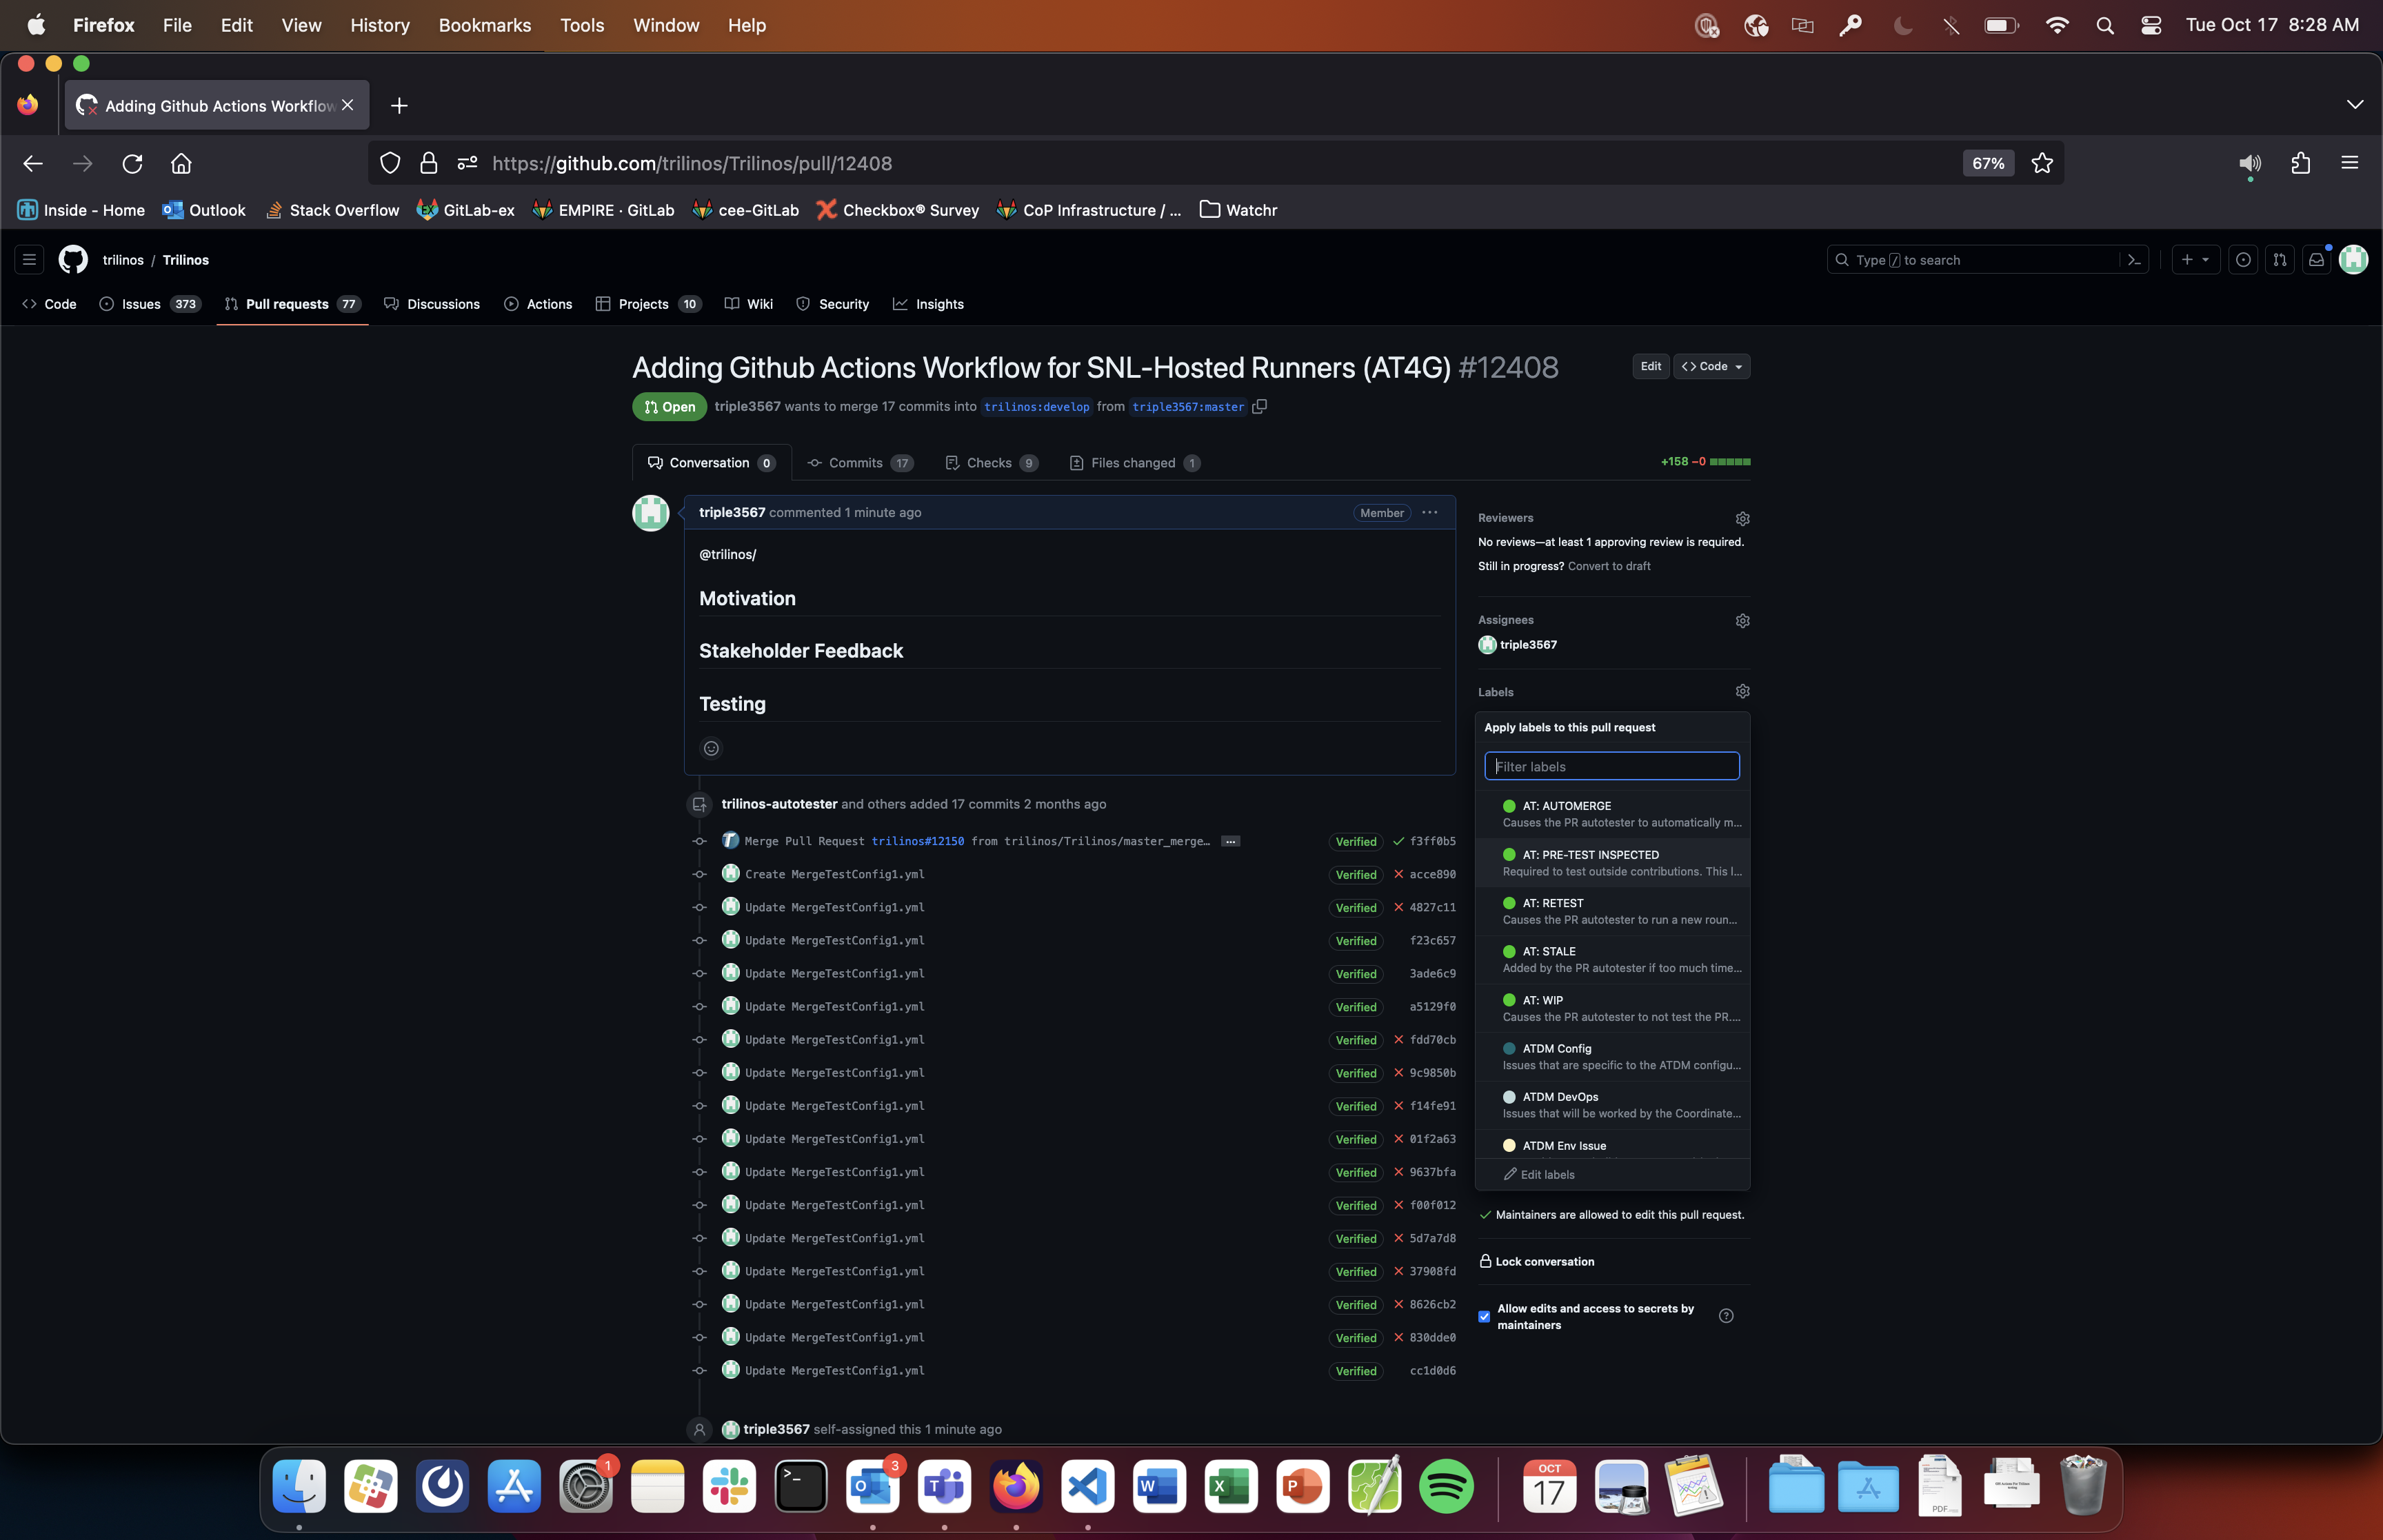 Firefox File Edit View History Bookmarks Tools Window Help Tue Oct 17 8:28 AM
Adding Github Actions Workflow
https://github.com/trilinos/Trilinos/pull/12408 67%
Inside - Home Outlook Stack Overflow GitLab-ex EMPIRE · GitLab cee-GitLab Checkbox® Survey CoP Infrastructure / ... Watchr
trilinos / Trilinos Type / to search
Code Issues 373 Pull requests 77 Discussions Actions Projects 10 Wiki Security Insights
Adding Github Actions Workflow for SNL-Hosted Runners (AT4G) #12408 Edit <> Code
Open triple3567 wants to merge 17 commits into trilinos:develop from triple3567:master
Conversation 0 Commits 17 Checks 9 Files changed 1 +158 −0
triple3567 commented 1 minute ago Member ...
@trilinos/
Motivation
Stakeholder Feedback
Testing
trilinos-autotester and others added 17 commits 2 months ago
Merge Pull Request trilinos#12150 from trilinos/Trilinos/master_merge… ... Verified f3ff0b5
Create MergeTestConfig1.yml Verified acce890
Update MergeTestConfig1.yml Verified 4827c11
Update MergeTestConfig1.yml Verified f23c657
Update MergeTestConfig1.yml Verified 3ade6c9
Update MergeTestConfig1.yml Verified a5129f0
Update MergeTestConfig1.yml Verified fdd70cb
Update MergeTestConfig1.yml Verified 9c9850b
Update MergeTestConfig1.yml Verified f14fe91
Update MergeTestConfig1.yml Verified 01f2a63
Update MergeTestConfig1.yml Verified 9637bfa
Update MergeTestConfig1.yml Verified f00f012
Update MergeTestConfig1.yml Verified 5d7a7d8
Update MergeTestConfig1.yml Verified 37908fd
Update MergeTestConfig1.yml Verified 8626cb2
Update MergeTestConfig1.yml Verified 830dde0
Update MergeTestConfig1.yml Verified cc1d0d6
triple3567 self-assigned this 1 minute ago
Reviewers
No reviews—at least 1 approving review is required.
Still in progress? Convert to draft
Assignees
triple3567
Labels
Apply labels to this pull request
Filter labels
AT: AUTOMERGE
Causes the PR autotester to automatically m...
AT: PRE-TEST INSPECTED
Required to test outside contributions. This l...
AT: RETEST
Causes the PR autotester to run a new roun...
AT: STALE
Added by the PR autotester if too much time...
AT: WIP
Causes the PR autotester to not test the PR....
ATDM Config
Issues that are specific to the ATDM configu...
ATDM DevOps
Issues that will be worked by the Coordinate...
ATDM Env Issue
Edit labels
Maintainers are allowed to edit this pull request.
Lock conversation
Allow edits and access to secrets by
maintainers
1
3
OCT
17
PDF